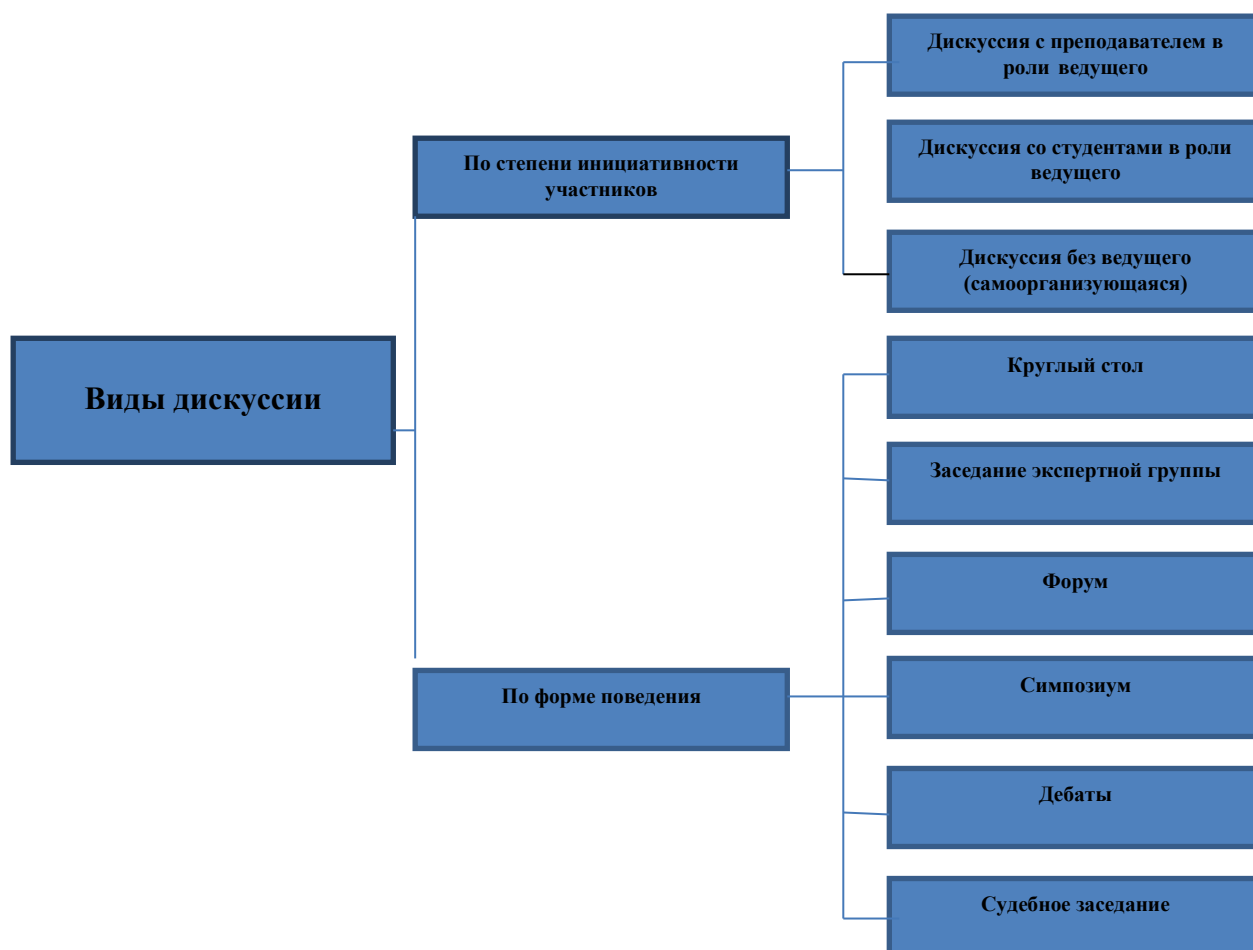 Виды дискуссии
По степени инициативности
участников
Дискуссия с преподавателем в
роли ведущего
Дискуссия со студентами в роли
ведущего
Дискуссия без ведущего
(самоорганизующаяся)
По форме поведения
Круглый стол
Заседание экспертной группы
Форум
Симпозиум
Дебаты
Судебное заседание